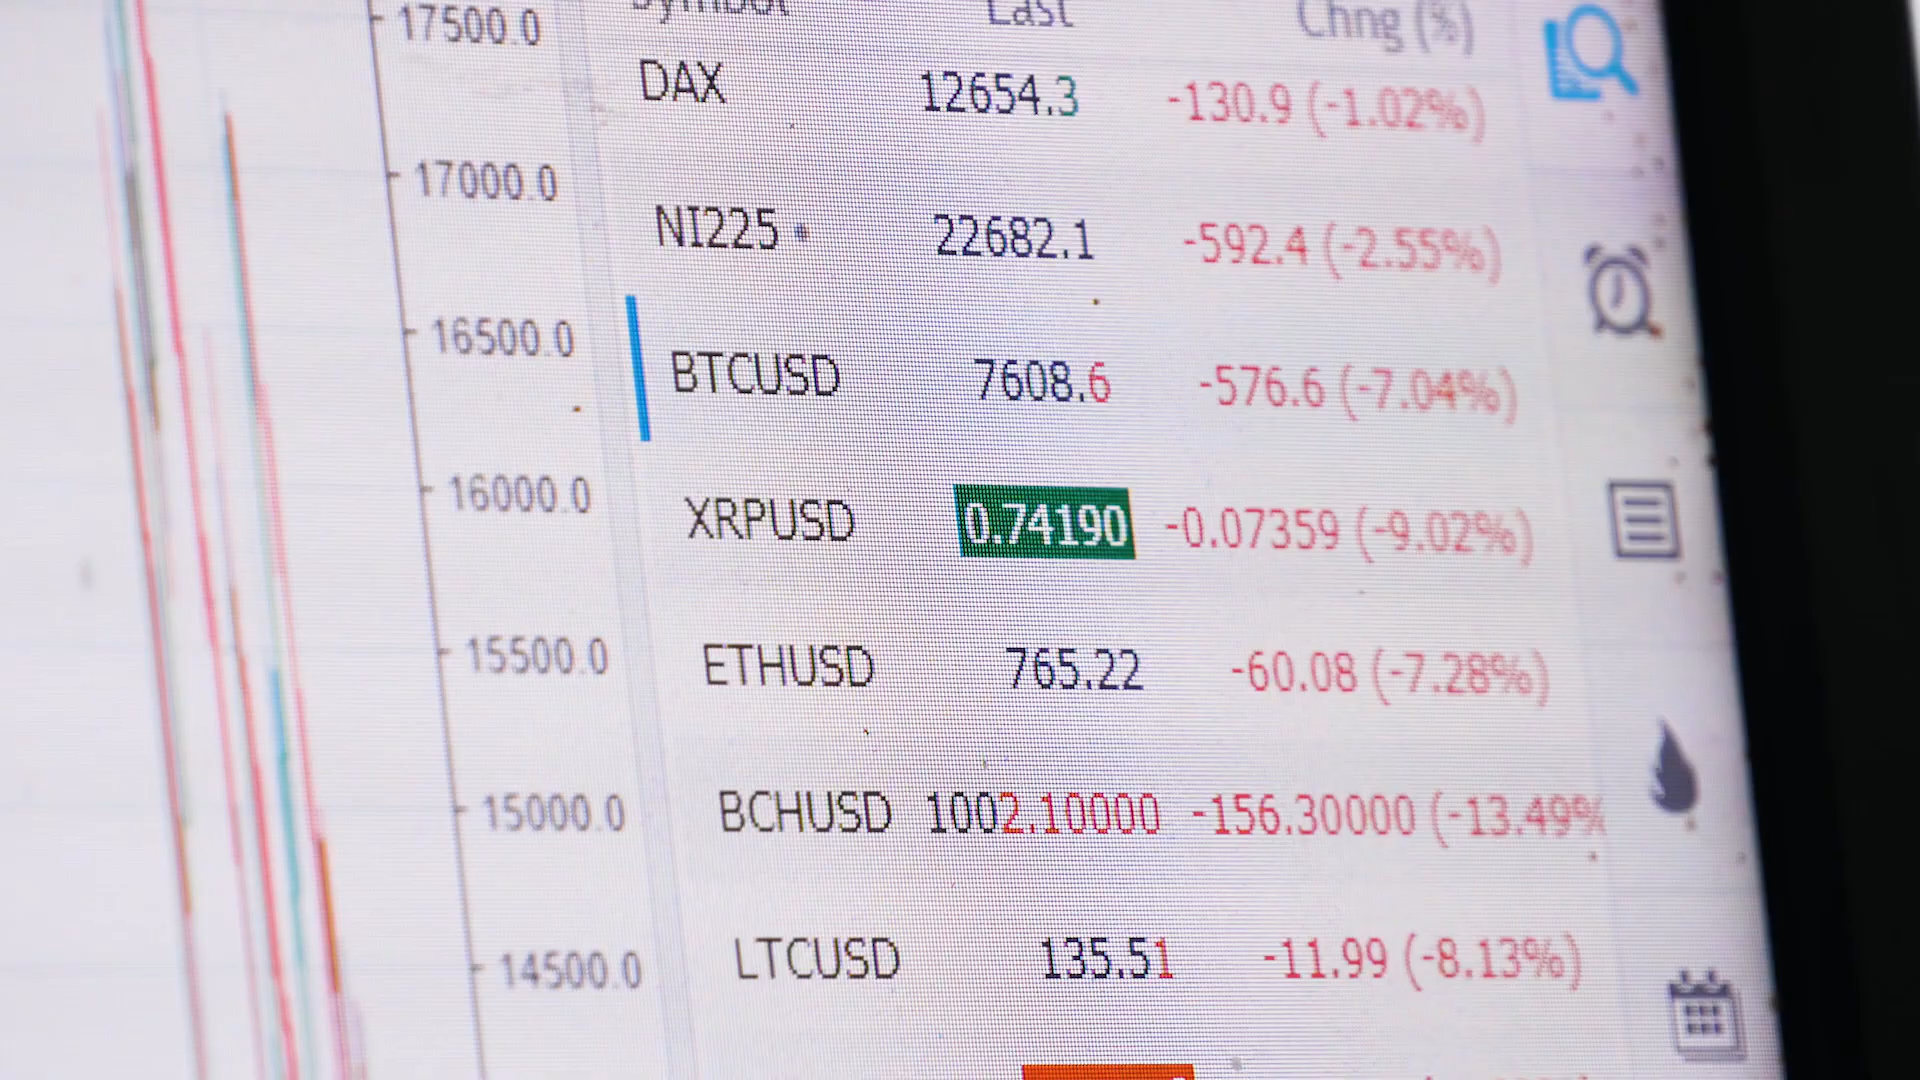 Symbol Last Chng (%)
17500.0
DAX 12654.3 -130.9 (-1.02%)
17000.0
NI225 22682.1 -592.4 (-2.55%)
16500.0
BTCUSD 7608.6 -576.6 (-7.04%)
16000.0
XRPUSD 0.74190 -0.07359 (-9.02%)
15500.0
ETHUSD 765.22 -60.08 (-7.28%)
15000.0
BCHUSD 1002.10000 -156.30000 (-13.49%
14500.0
LTCUSD 135.51 -11.99 (-8.13%)